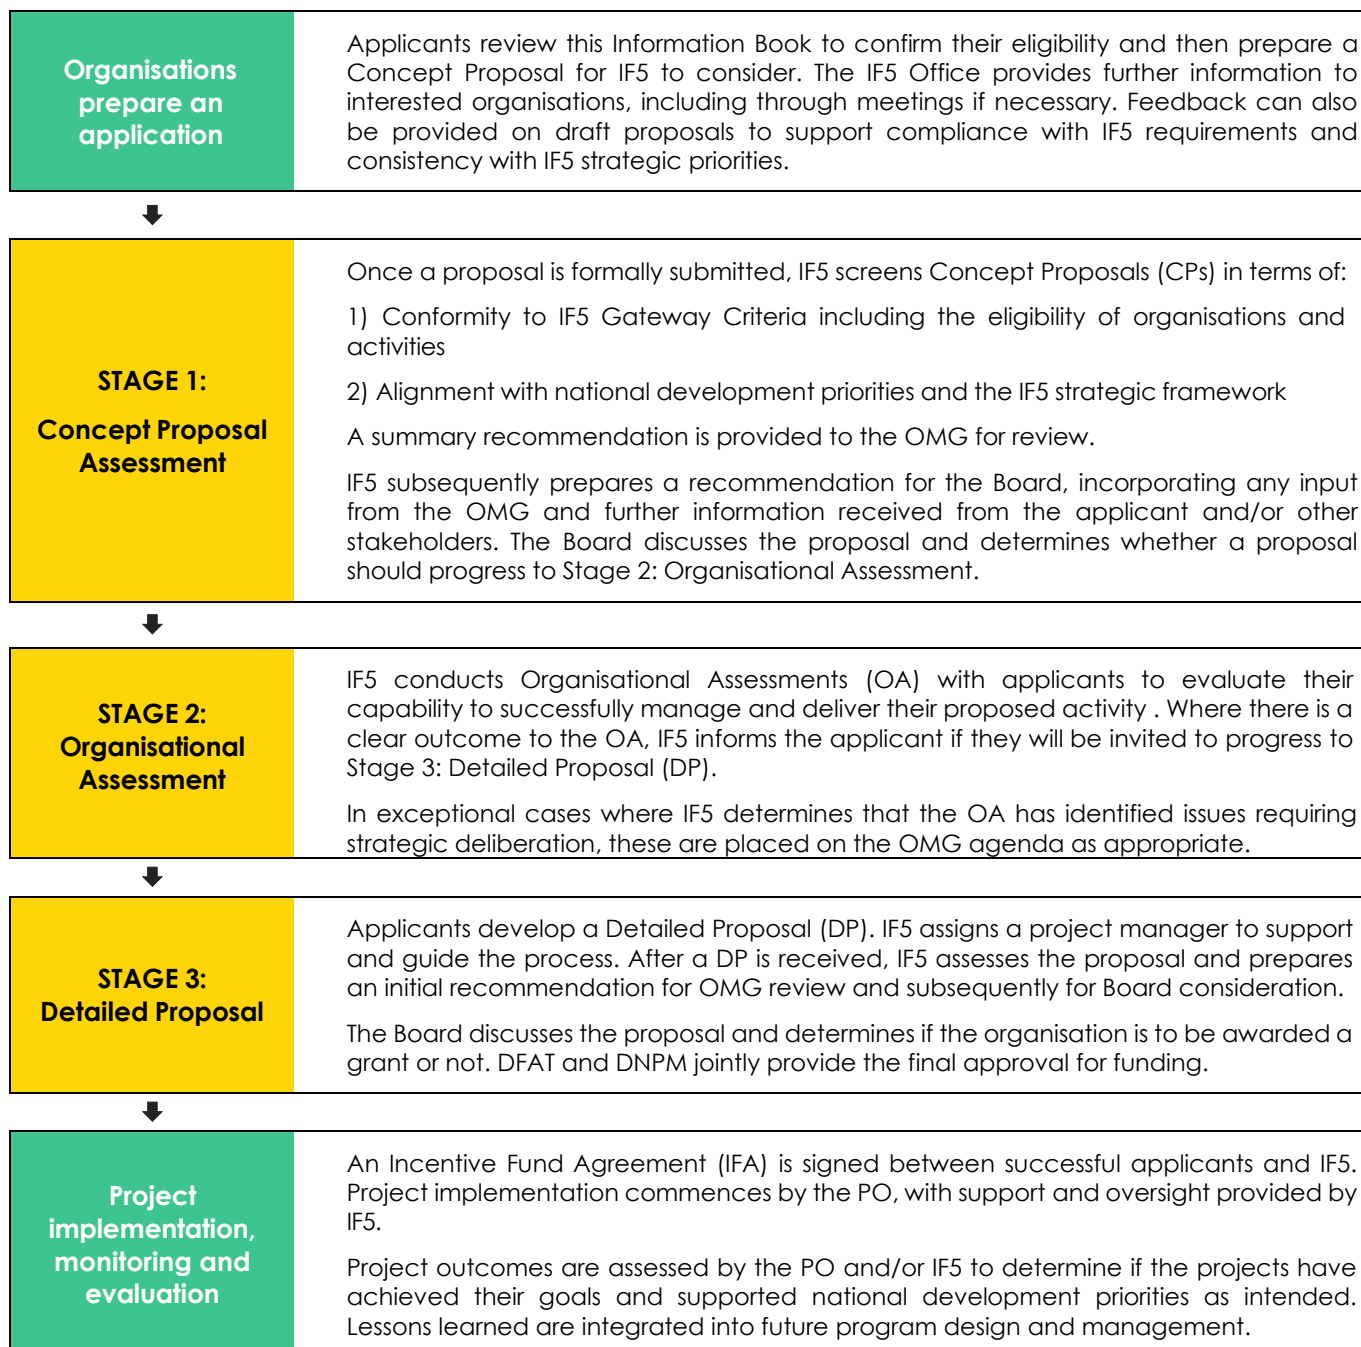 Organisations
prepare an
application
Applicants review this Information Book to confirm their eligibility and then prepare a
Concept Proposal for IF5 to consider. The IF5 Office provides further information to
interested organisations, including through meetings if necessary. Feedback can also
be provided on draft proposals to support compliance with IF5 requirements and
consistency with IF5 strategic priorities.
STAGE 1:
Concept Proposal
Assessment
Once a proposal is formally submitted, IF5 screens Concept Proposals (CPs) in terms of:
1) Conformity to IF5 Gateway Criteria including the eligibility of organisations and
activities
2) Alignment with national development priorities and the IF5 strategic framework
A summary recommendation is provided to the OMG for review.
IF5 subsequently prepares a recommendation for the Board, incorporating any input
from the OMG and further information received from the applicant and/or other
stakeholders. The Board discusses the proposal and determines whether a proposal
should progress to Stage 2: Organisational Assessment.
STAGE 2:
Organisational
Assessment
IF5 conducts Organisational Assessments (OA) with applicants to evaluate their
capability to successfully manage and deliver their proposed activity . Where there is a
clear outcome to the OA, IF5 informs the applicant if they will be invited to progress to
Stage 3: Detailed Proposal (DP).
In exceptional cases where IF5 determines that the OA has identified issues requiring
strategic deliberation, these are placed on the OMG agenda as appropriate.
STAGE 3:
Detailed Proposal
Applicants develop a Detailed Proposal (DP). IF5 assigns a project manager to support
and guide the process. After a DP is received, IF5 assesses the proposal and prepares
an initial recommendation for OMG review and subsequently for Board consideration.
The Board discusses the proposal and determines if the organisation is to be awarded a
grant or not. DFAT and DNPM jointly provide the final approval for funding.
Project
implementation,
monitoring and
evaluation
An Incentive Fund Agreement (IFA) is signed between successful applicants and IF5.
Project implementation commences by the PO, with support and oversight provided by
IF5.
Project outcomes are assessed by the PO and/or IF5 to determine if the projects have
achieved their goals and supported national development priorities as intended.
Lessons learned are integrated into future program design and management.